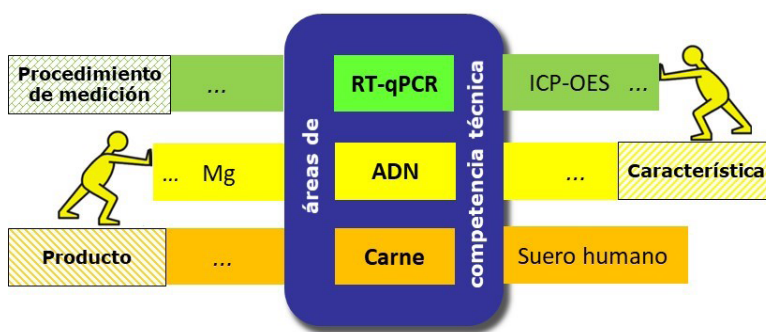 Procedimiento
de medición
...
RT-qPCR
ICP-OES ...
... Mg
ADN
...
Característica
Producto
...
Carne
Suero humano
áreas de
competencia técnica